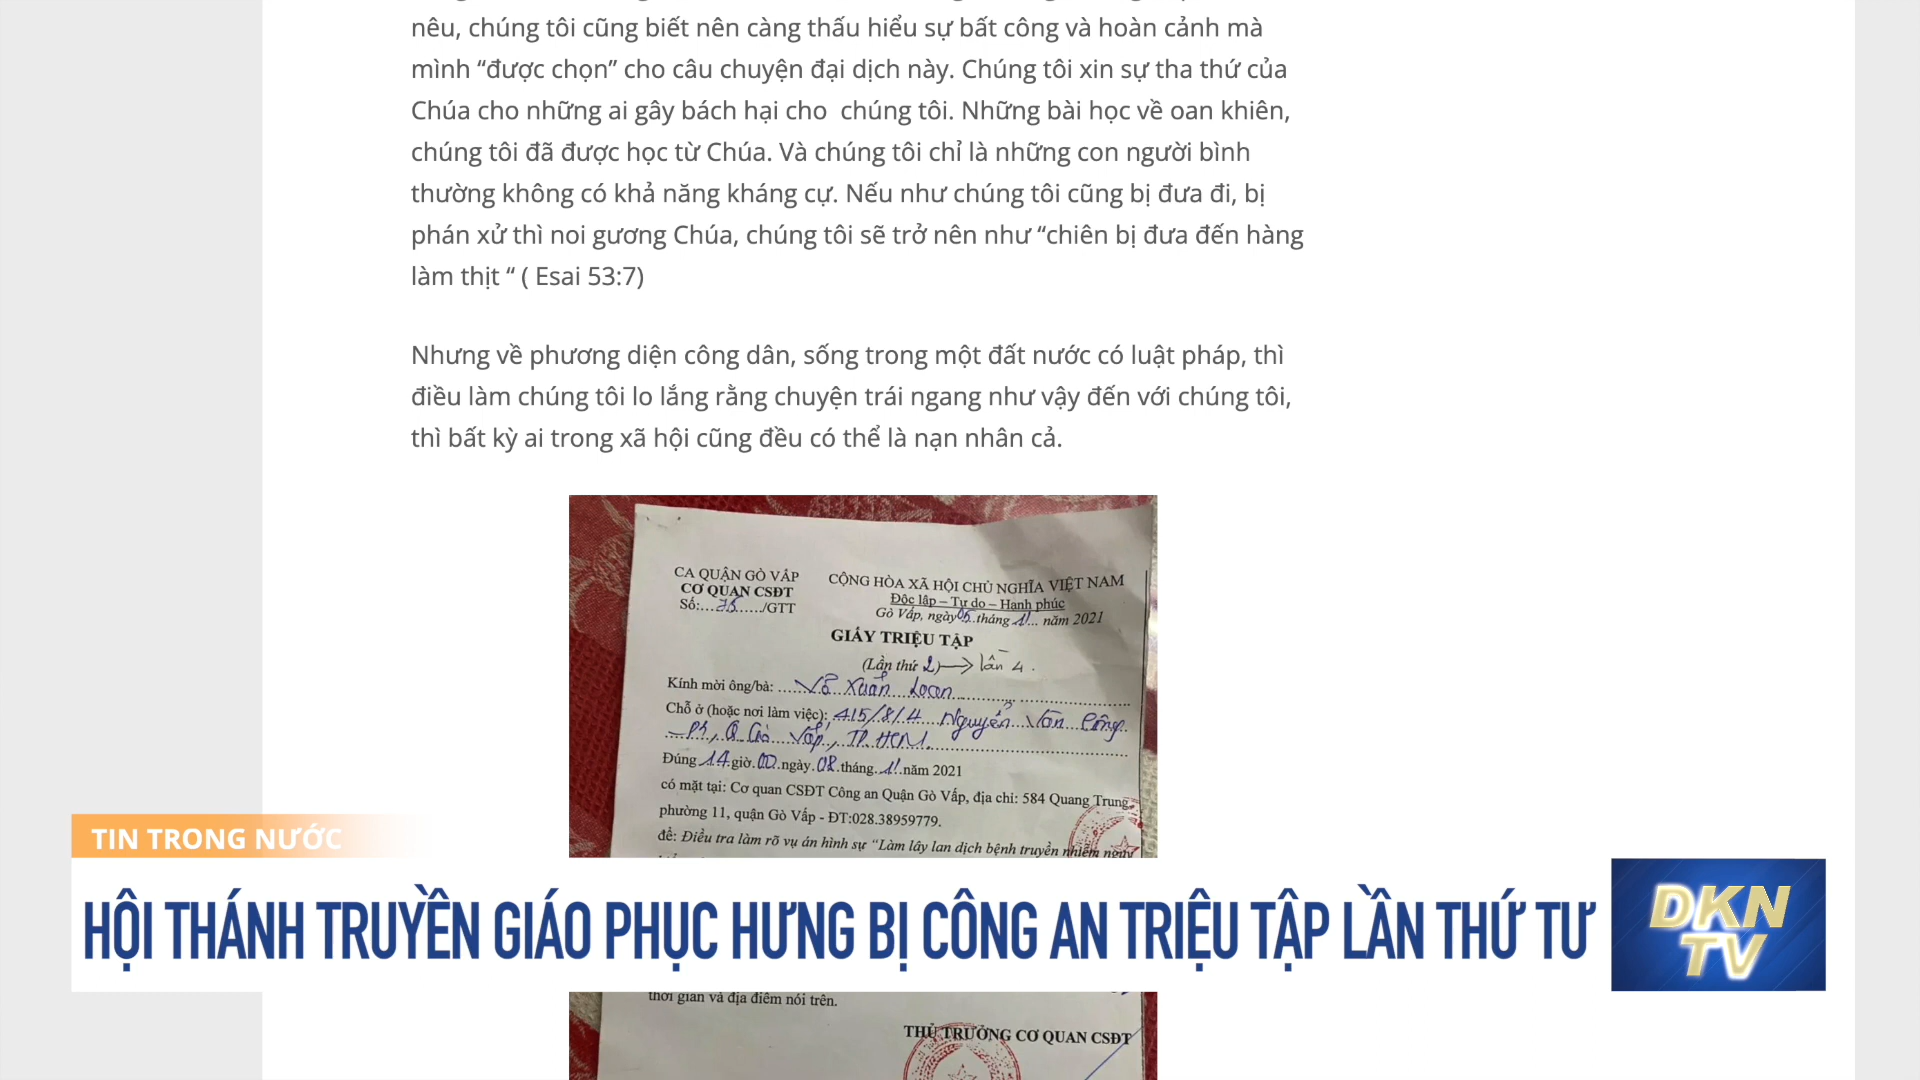 nêu, chúng tôi cũng biết nên càng thấu hiểu sự bất công và hoàn cảnh mà
mình “được chọn” cho câu chuyện đại dịch này. Chúng tôi xin sự tha thứ của
Chúa cho những ai gây bách hại cho  chúng tôi. Những bài học về oan khiên,
chúng tôi đã được học từ Chúa. Và chúng tôi chỉ là những con người bình
thường không có khả năng kháng cự. Nếu như chúng tôi cũng bị đưa đi, bị
phán xử thì noi gương Chúa, chúng tôi sẽ trở nên như “chiên bị đưa đến hàng
làm thịt “ ( Esai 53:7)
Nhưng về phương diện công dân, sống trong một đất nước có luật pháp, thì
điều làm chúng tôi lo lắng rằng chuyện trái ngang như vậy đến với chúng tôi,
thì bất kỳ ai trong xã hội cũng đều có thể là nạn nhân cả.
CA QUẬN GÒ VẤP
CƠ QUAN CSĐT
Số:...75....../GTT
CỘNG HÒA XÃ HỘI CHỦ NGHĨA VIỆT NAM
Độc lập – Tự do – Hạnh phúc
Gò Vấp, ngày 05 tháng 11... năm 2021
GIẤY TRIỆU TẬP
(Lần thứ 2) → lần 4.
Kính mời ông/bà: Võ Xuân Loan
Chỗ ở (hoặc nơi làm việc): 415/8/4 Nguyễn Văn Công
P3, Q Gò Vấp, TP.HCM.
Đúng 14 giờ 00 ngày 08 tháng 11 năm 2021
có mặt tại: Cơ quan CSĐT Công an Quận Gò Vấp, địa chỉ: 584 Quang Trung,
phường 11, quận Gò Vấp - ĐT:028.38959779.
để: Điều tra làm rõ vụ án hình sự “Làm lây lan dịch bệnh truyền nhiễm nguy
TIN TRONG NƯỚC
HỘI THÁNH TRUYỀN GIÁO PHỤC HƯNG BỊ CÔNG AN TRIỆU TẬP LẦN THỨ TƯ
DKN
TV
thời gian và địa điểm nói trên.
THỦ TRƯỞNG CƠ QUAN CSĐT